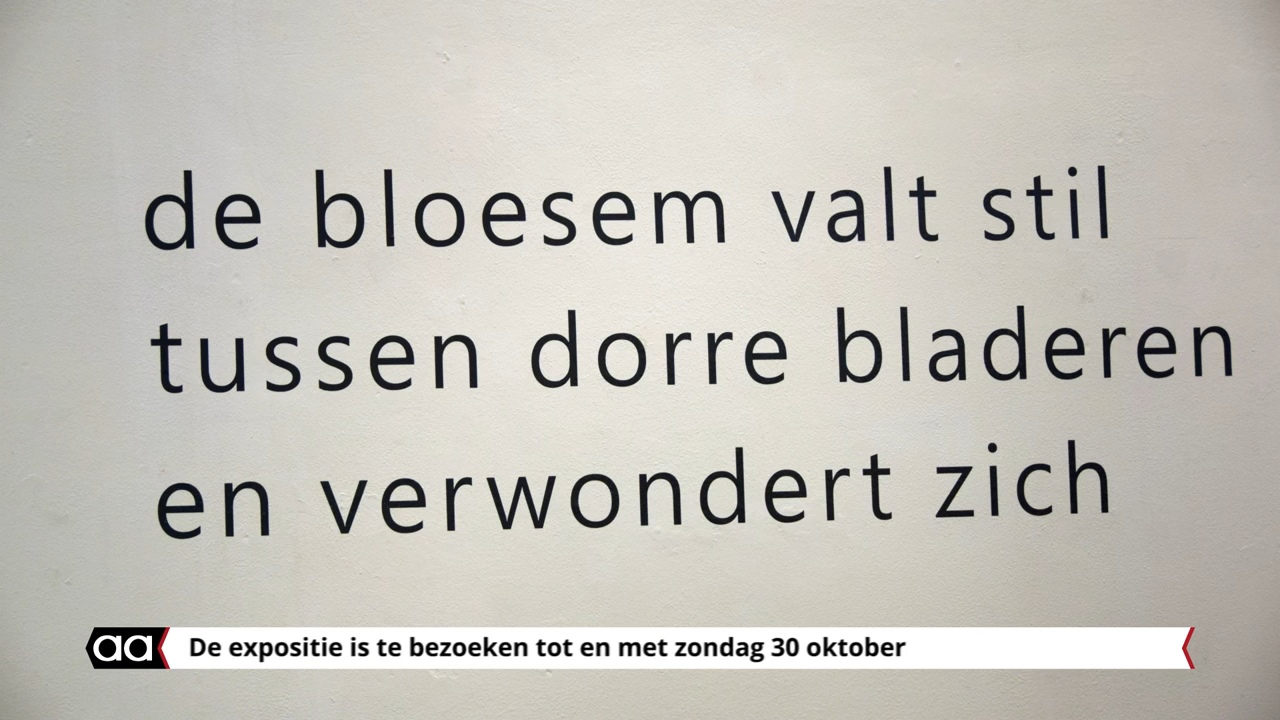 de bloesem valt stil
tussen dorre bladeren
en verwondert zich
aa De expositie is te bezoeken tot en met zondag 30 oktober